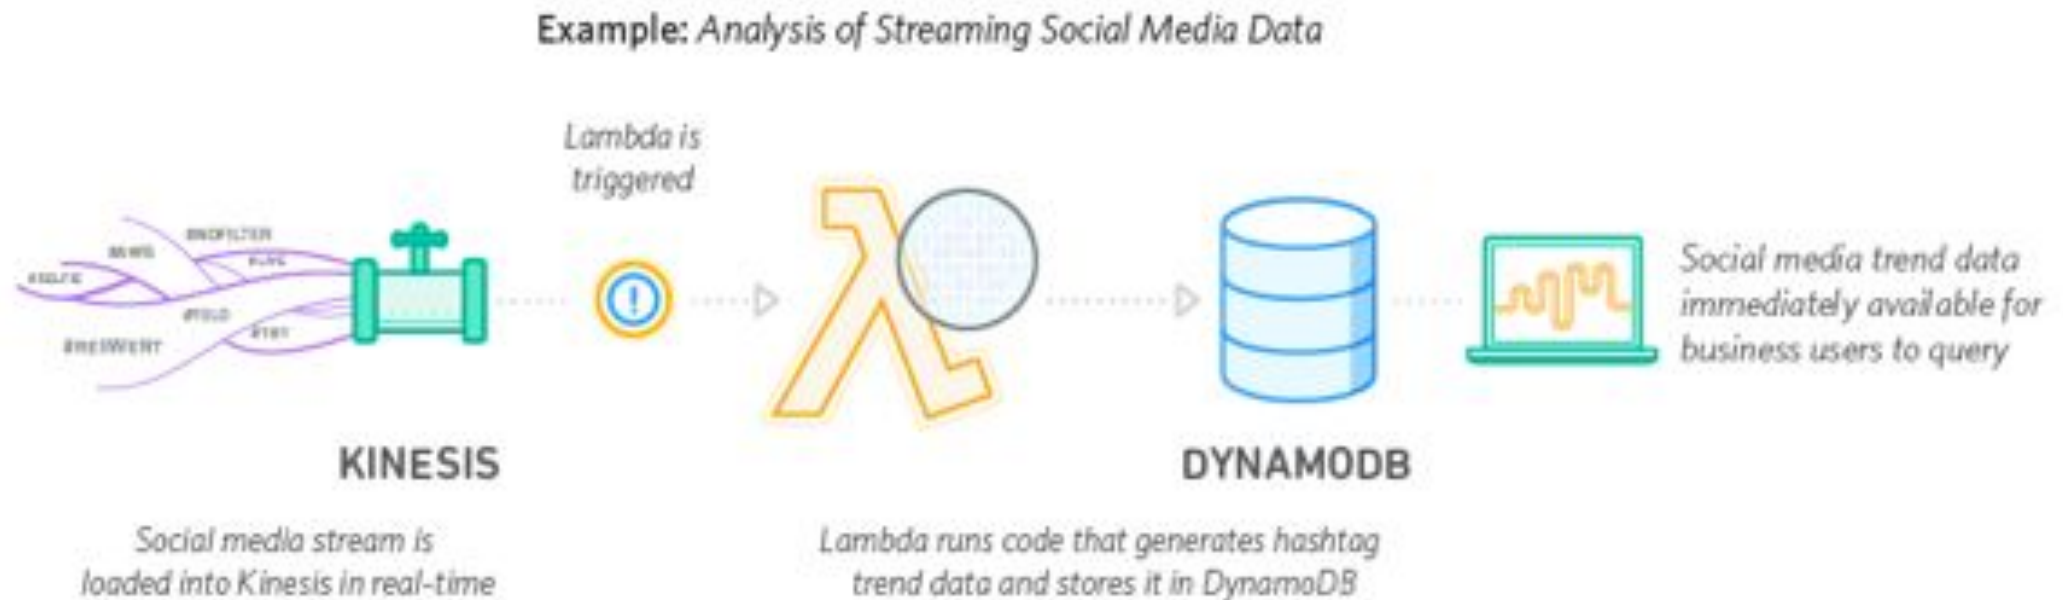 Example: Analysis of Streaming Social Media Data
Lambda is
triggered
#NOFILTER
KINESIS
Social media stream is
loaded into Kinesis in real-time
DYNAMODB
Lambda runs code that generates hashtag
trend data and stores it in DynamoDB
Social media trend data
immediately available for
business users to query